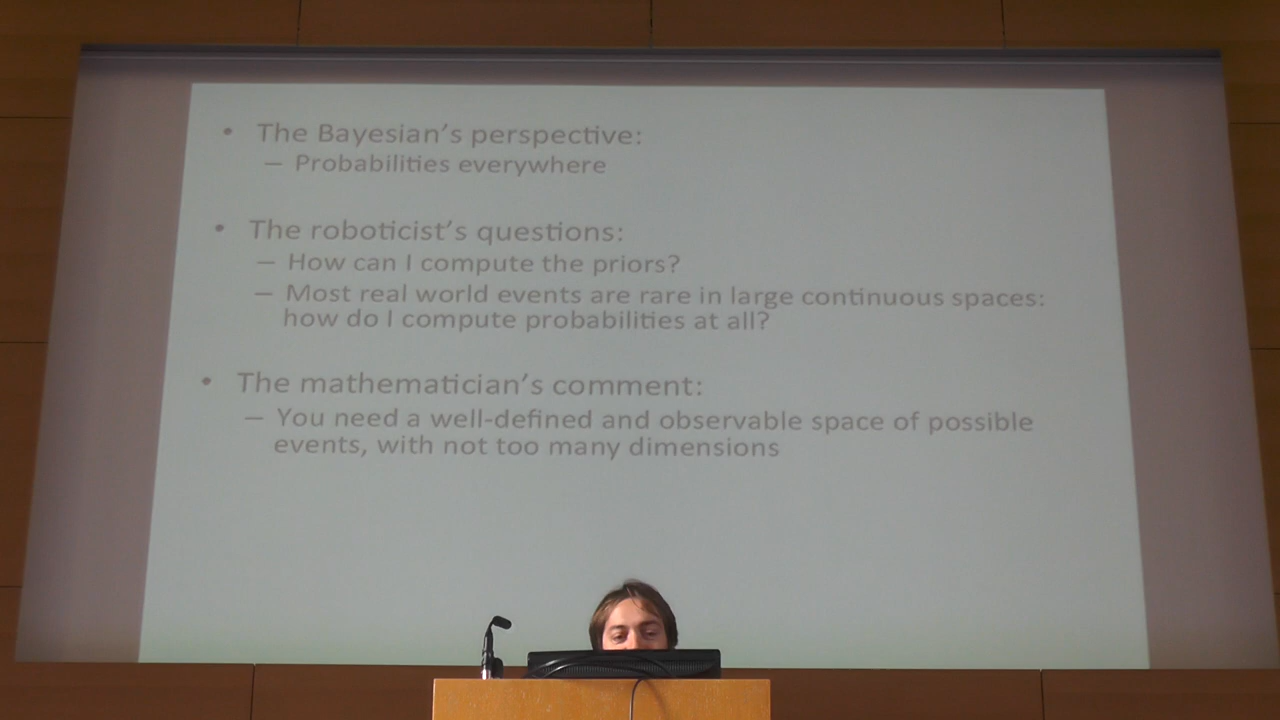 • The Bayesian’s perspective:
– Probabilities everywhere
• The roboticist’s questions:
– How can I compute the priors?
– Most real world events are rare in large continuous spaces:
how do I compute probabilities at all?
• The mathematician’s comment:
– You need a well-defined and observable space of possible
events, with not too many dimensions